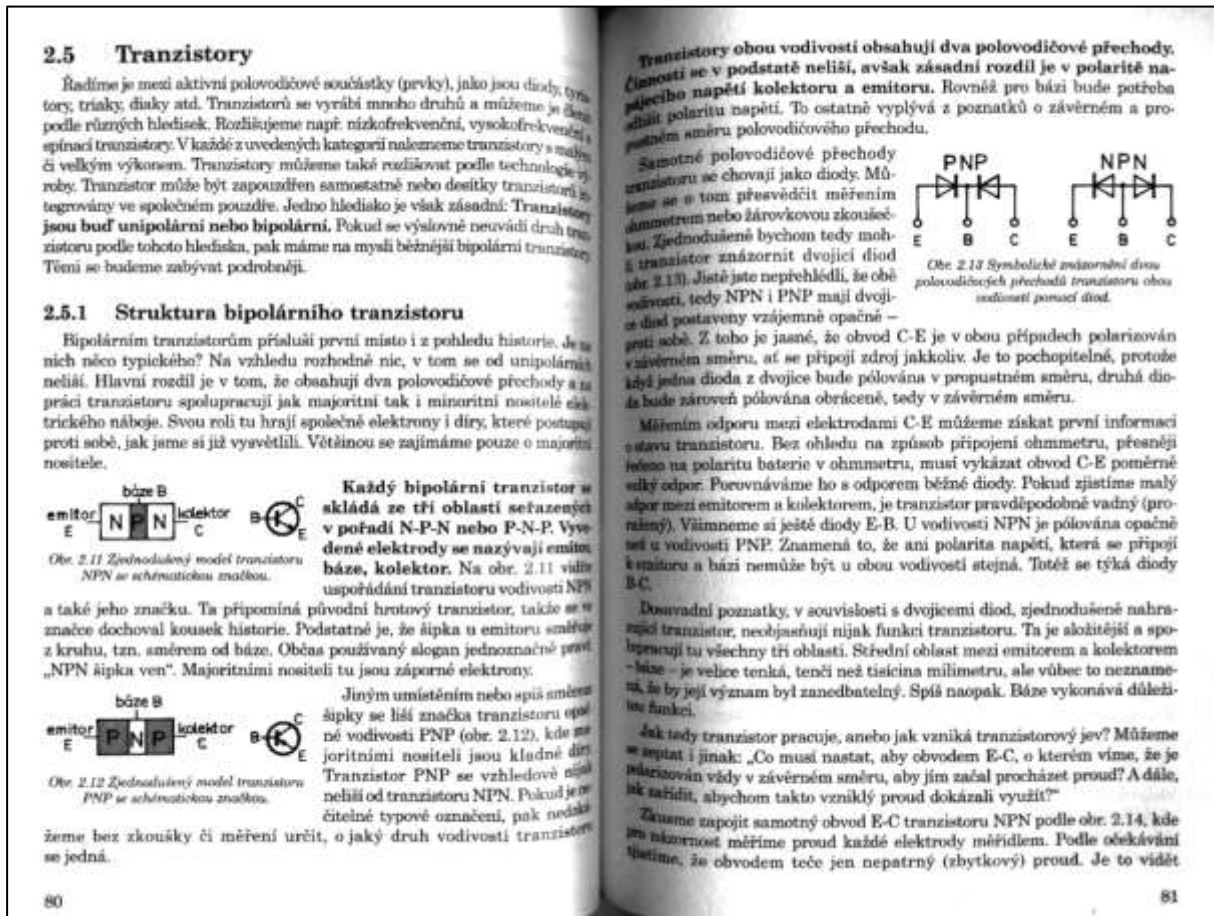 2.5 Tranzistory
Řadíme je mezi aktivní polovodičové součástky (prvky), jako jsou diody,
tory, triaky, diaky atd. Tranzistorů se vyrábí mnoho druhů a můžeme je
podle různých hledisek. Rozlišujeme např. nízkofrekvenční, vysokofrekvenční a
spínací tranzistory. V každé z uvedených kategorií nalezneme tranzistory s malým
či velkým výkonem. Tranzistory můžeme také rozlišovat podle technologie vý-
roby. Tranzistor může být zapouzdřen samostatně nebo desítky tranzistorů in-
tegrovány ve společném pouzdře. Jedno hledisko je však zásadní: Tranzistory
jsou buď unipolární nebo bipolární. Pokud se výslovně neuvádí druh tran-
zistoru podle tohoto hlediska, pak máme na mysli běžnější bipolární tranzistory.
Těmi se budeme zabývat podrobněji.
2.5.1 Struktura bipolárního tranzistoru
Bipolárním tranzistorům přísluší první místo i z pohledu historie. Je na
nich něco typického? Na vzhledu rozhodně nic, v tom se od unipolárních
neliší. Hlavní rozdíl je v tom, že obsahují dva polovodičové přechody a na
práci tranzistoru spolupracují jak majoritní tak i minoritní nositelé elek-
trického náboje. Svou roli tu hrají společně elektrony i díry, které postupují
proti sobě, jak jsme si již vysvětlili. Většinou se zajímáme pouze o majoritní
nositele.
báze B
emitor E N P N kolektor C
B C E
Obr. 2.11 Zjednodušený model tranzistoru
NPN se schématickou značkou.
Každý bipolární tranzistor se
skládá ze tří oblastí seřazených
v pořadí N-P-N nebo P-N-P. Vyve-
dené elektrody se nazývají emitor,
báze, kolektor. Na obr. 2.11 vidíte
uspořádání tranzistoru vodivosti NPN
a také jeho značku. Ta připomíná původní hrotový tranzistor, takže se ve
značce dochoval kousek historie. Podstatné je, že šipka u emitoru směřuje
z kruhu, tzn. směrem od báze. Občas používaný slogan jednoznačně praví
„NPN šipka ven“. Majoritními nositeli tu jsou záporné elektrony.
báze B
emitor E P N P kolektor C
B C E
Obr. 2.12 Zjednodušený model tranzistoru
PNP se schématickou značkou.
Jiným umístěním nebo spíš směrem
šipky se liší značka tranzistoru opač-
né vodivosti PNP (obr. 2.12), kde ma-
joritními nositeli jsou kladné díry.
Tranzistor PNP se vzhledově nijak
neliší od tranzistoru NPN. Pokud je ne-
čitelné typové označení, pak nedoká-
žeme bez zkoušky či měření určit, o jaký druh vodivosti tranzistoru
se jedná.
80
Tranzistory obou vodivostí obsahují dva polovodičové přechody.
Činností se v podstatě neliší, avšak zásadní rozdíl je v polaritě na-
pájecího napětí kolektoru a emitoru. Rovněž pro bázi bude potřeba
odlišit polaritu napětí. To ostatně vyplývá z poznatků o závěrném a pro-
pustném směru polovodičového přechodu.
Samotné polovodičové přechody
tranzistoru se chovají jako diody. Mů-
žeme se o tom přesvědčit měřením
ohmmetrem nebo žárovkovou zkoušeč-
kou. Zjednodušeně bychom tedy moh-
li tranzistor znázornit dvojicí diod
(obr. 2.13). Jistě jste nepřehlédli, že obě
vodivosti, tedy NPN i PNP mají dvoji-
ce diod postaveny vzájemně opačně –
PNP NPN
E B C E B C
Obr. 2.13 Symbolické znázornění dvou
polovodičových přechodů tranzistoru obou
vodivostí pomocí diod.
proti sobě. Z toho je jasné, že obvod C-E je v obou případech polarizován
v závěrném směru, ať se připojí zdroj jakkoliv. Je to pochopitelné, protože
když jedna dioda z dvojice bude pólována v propustném směru, druhá dio-
da bude zároveň pólována obráceně, tedy v závěrném směru.
Měřením odporu mezi elektrodami C-E můžeme získat první informaci
o stavu tranzistoru. Bez ohledu na způsob připojení ohmmetru, přesněji
řečeno na polaritu baterie v ohmmetru, musí vykázat obvod C-E poměrně
velký odpor. Porovnáváme ho s odporem běžné diody. Pokud zjistíme malý
odpor mezi emitorem a kolektorem, je tranzistor pravděpodobně vadný (pro-
ražený). Všimneme si ještě diody E-B. U vodivosti NPN je pólována opačně
než u vodivosti PNP. Znamená to, že ani polarita napětí, která se připojí
k emitoru a bázi nemůže být u obou vodivostí stejná. Totéž se týká diody
B-C.
Dosavadní poznatky, v souvislosti s dvojicemi diod, zjednodušeně nahra-
zující tranzistor, neobjasňují nijak funkci tranzistoru. Ta je složitější a spo-
lupracují tu všechny tři oblasti. Střední oblast mezi emitorem a kolektorem
– báze – je velice tenká, tenčí než tisícina milimetru, ale vůbec to nezname-
ná, že by její význam byl zanedbatelný. Spíš naopak. Báze vykonává důleži-
tou funkci.
Jak tedy tranzistor pracuje, anebo jak vzniká tranzistorový jev? Můžeme
se zeptat i jinak: „Co musí nastat, aby obvodem E-C, o kterém víme, že je
polarizován vždy v závěrném směru, aby jím začal procházet proud? A dále,
jak zařídit, abychom takto vzniklý proud dokázali využít?“
Zkusme zapojit samotný obvod E-C tranzistoru NPN podle obr. 2.14, kde
pro názornost měříme proud každé elektrody měřidlem. Podle očekávání
zjistíme, že obvodem teče jen nepatrný (zbytkový) proud. Je to vidět
81